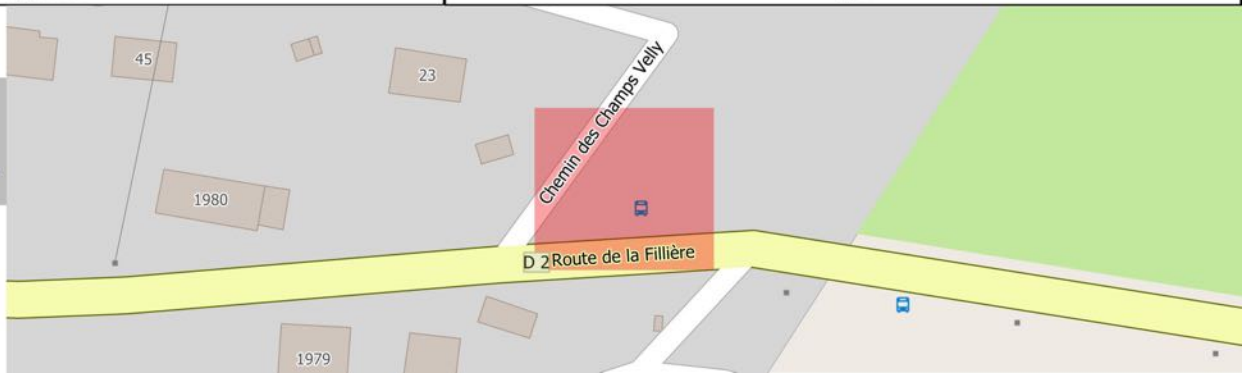 45
23
Chemin des Champs Velly
1980
D 2
Route de la Fillière
1979